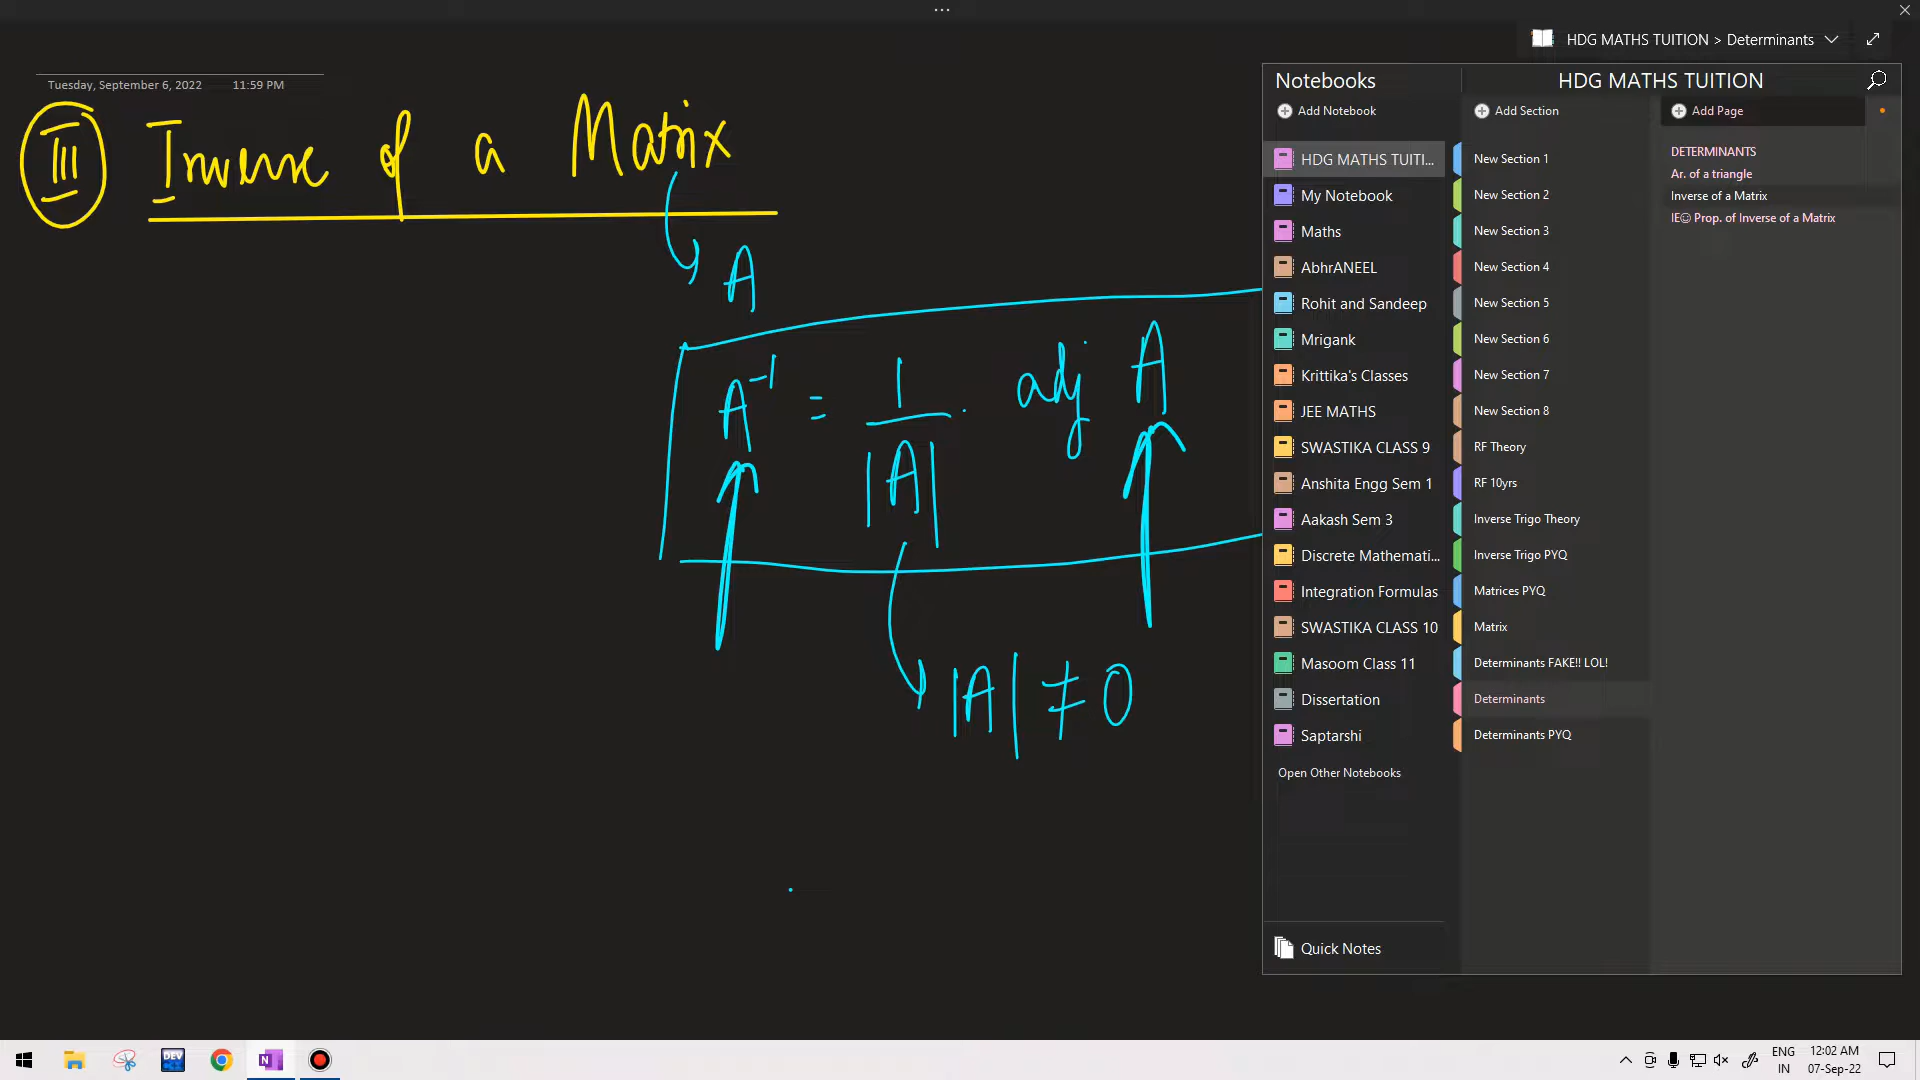 HDG MATHS TUITION > Determinants
Tuesday, September 6, 2022 11:59 PM
III Inverse of a Matrix
A
A⁻¹ = 1/|A| . adj A
|A| ≠ 0
Notebooks
Add Notebook
HDG MATHS TUITI...
My Notebook
Maths
AbhrANEEL
Rohit and Sandeep
Mrigank
Krittika's Classes
JEE MATHS
SWASTIKA CLASS 9
Anshita Engg Sem 1
Aakash Sem 3
Discrete Mathemati...
Integration Formulas
SWASTIKA CLASS 10
Masoom Class 11
Dissertation
Saptarshi
Open Other Notebooks
Quick Notes
HDG MATHS TUITION
Add Section
New Section 1
New Section 2
New Section 3
New Section 4
New Section 5
New Section 6
New Section 7
New Section 8
RF Theory
RF 10yrs
Inverse Trigo Theory
Inverse Trigo PYQ
Matrices PYQ
Matrix
Determinants FAKE!! LOL!
Determinants
Determinants PYQ
Add Page
DETERMINANTS
Ar. of a triangle
Inverse of a Matrix
IE☺ Prop. of Inverse of a Matrix
DEV
ENG
IN
12:02 AM
07-Sep-22